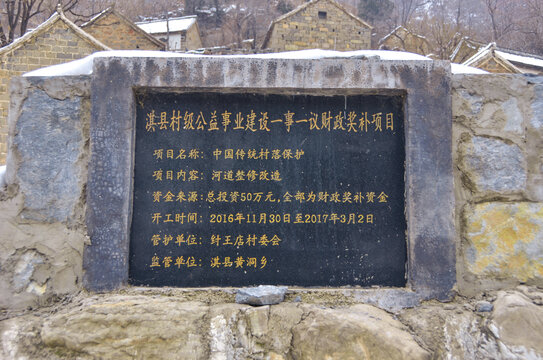 淇县村级公益事业建设一事一议财政奖补项目
项目名称：中国传统村落保护
项目内容：河道整修改造
资金来源：总投资50万元，全部为财政奖补资金
开工时间：2016年11月30日至2017年3月2日
管护单位：纣王店村委会
监管单位：淇县黄洞乡